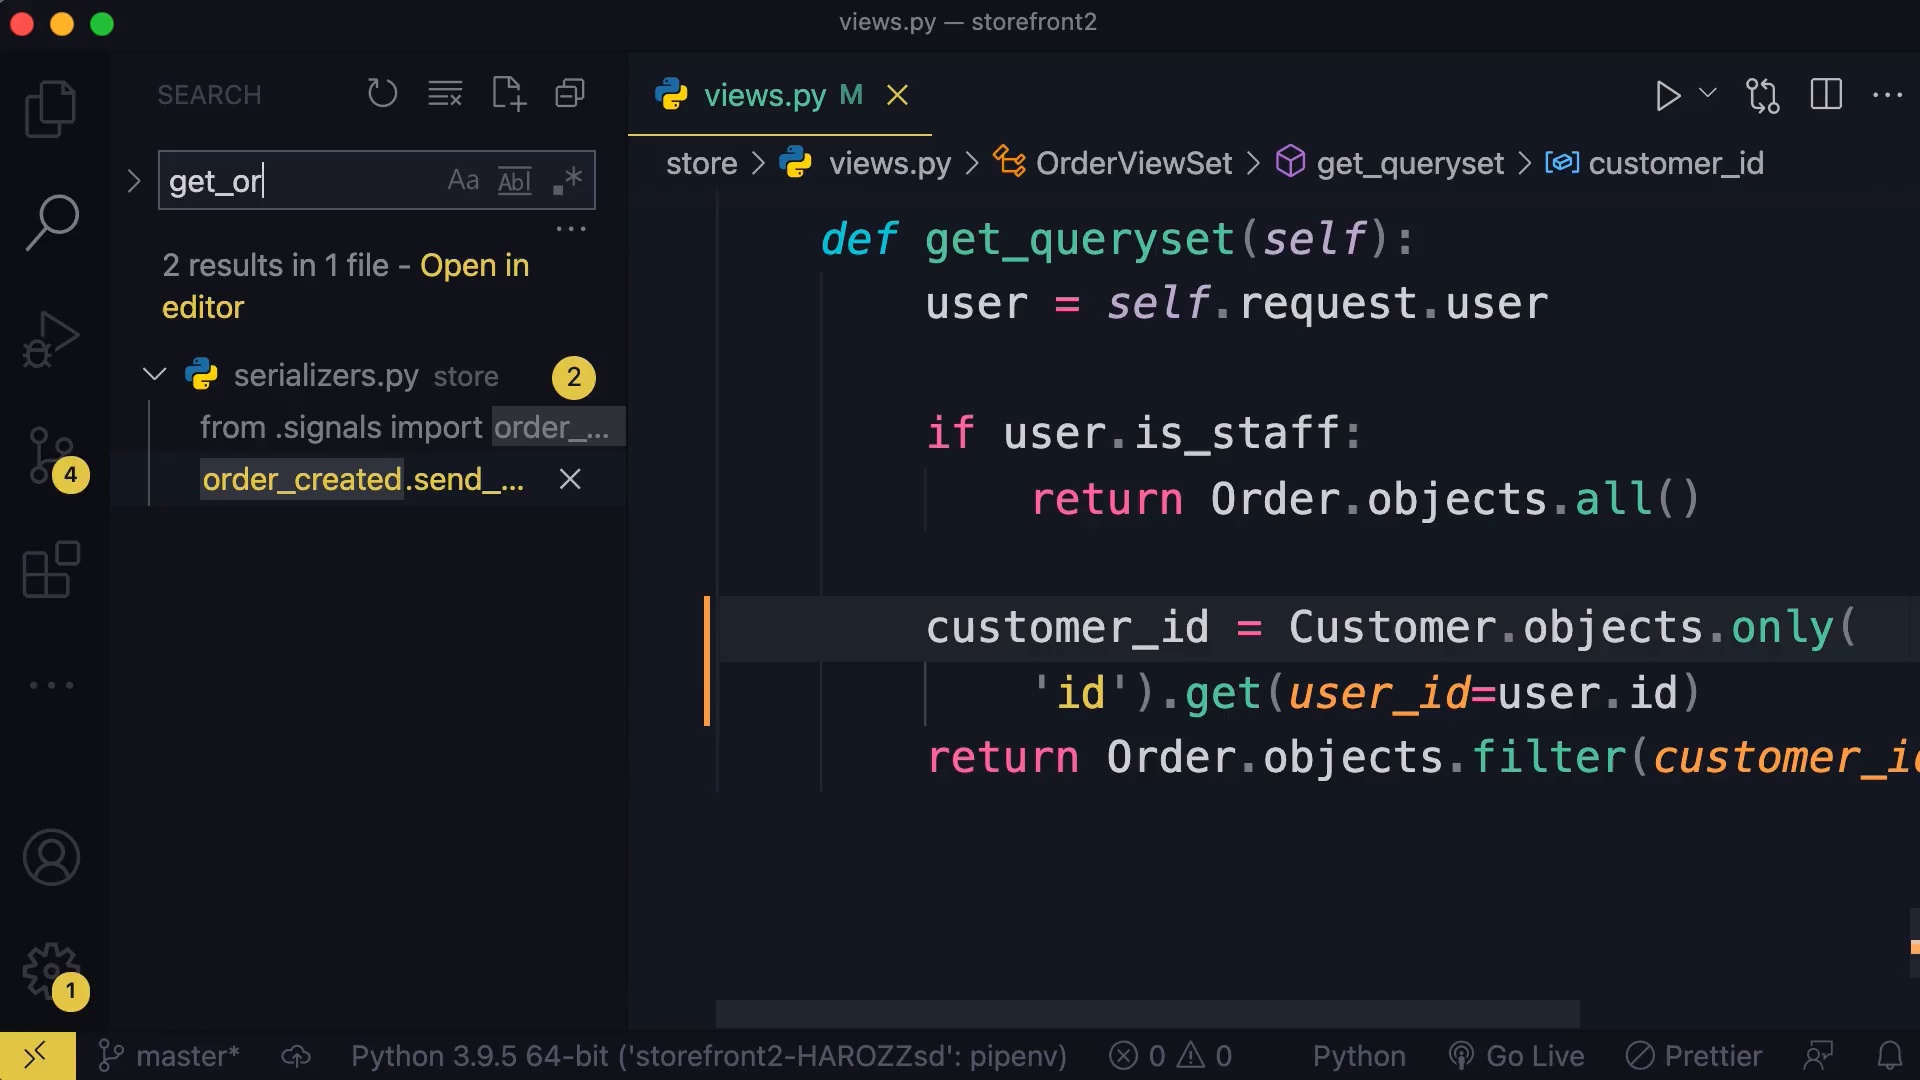 views.py — storefront2
SEARCH
get_or
Aa Abl .*
2 results in 1 file - Open in
editor
serializers.py store 2
from .signals import order_...
order_created.send_...
4
1
views.py M
store > views.py > OrderViewSet > get_queryset > customer_id
def get_queryset(self):
user = self.request.user
if user.is_staff:
return Order.objects.all()
customer_id = Customer.objects.only(
'id').get(user_id=user.id)
return Order.objects.filter(customer_id
master* Python 3.9.5 64-bit ('storefront2-HAROZZsd': pipenv) 0 0 Python Go Live Prettier